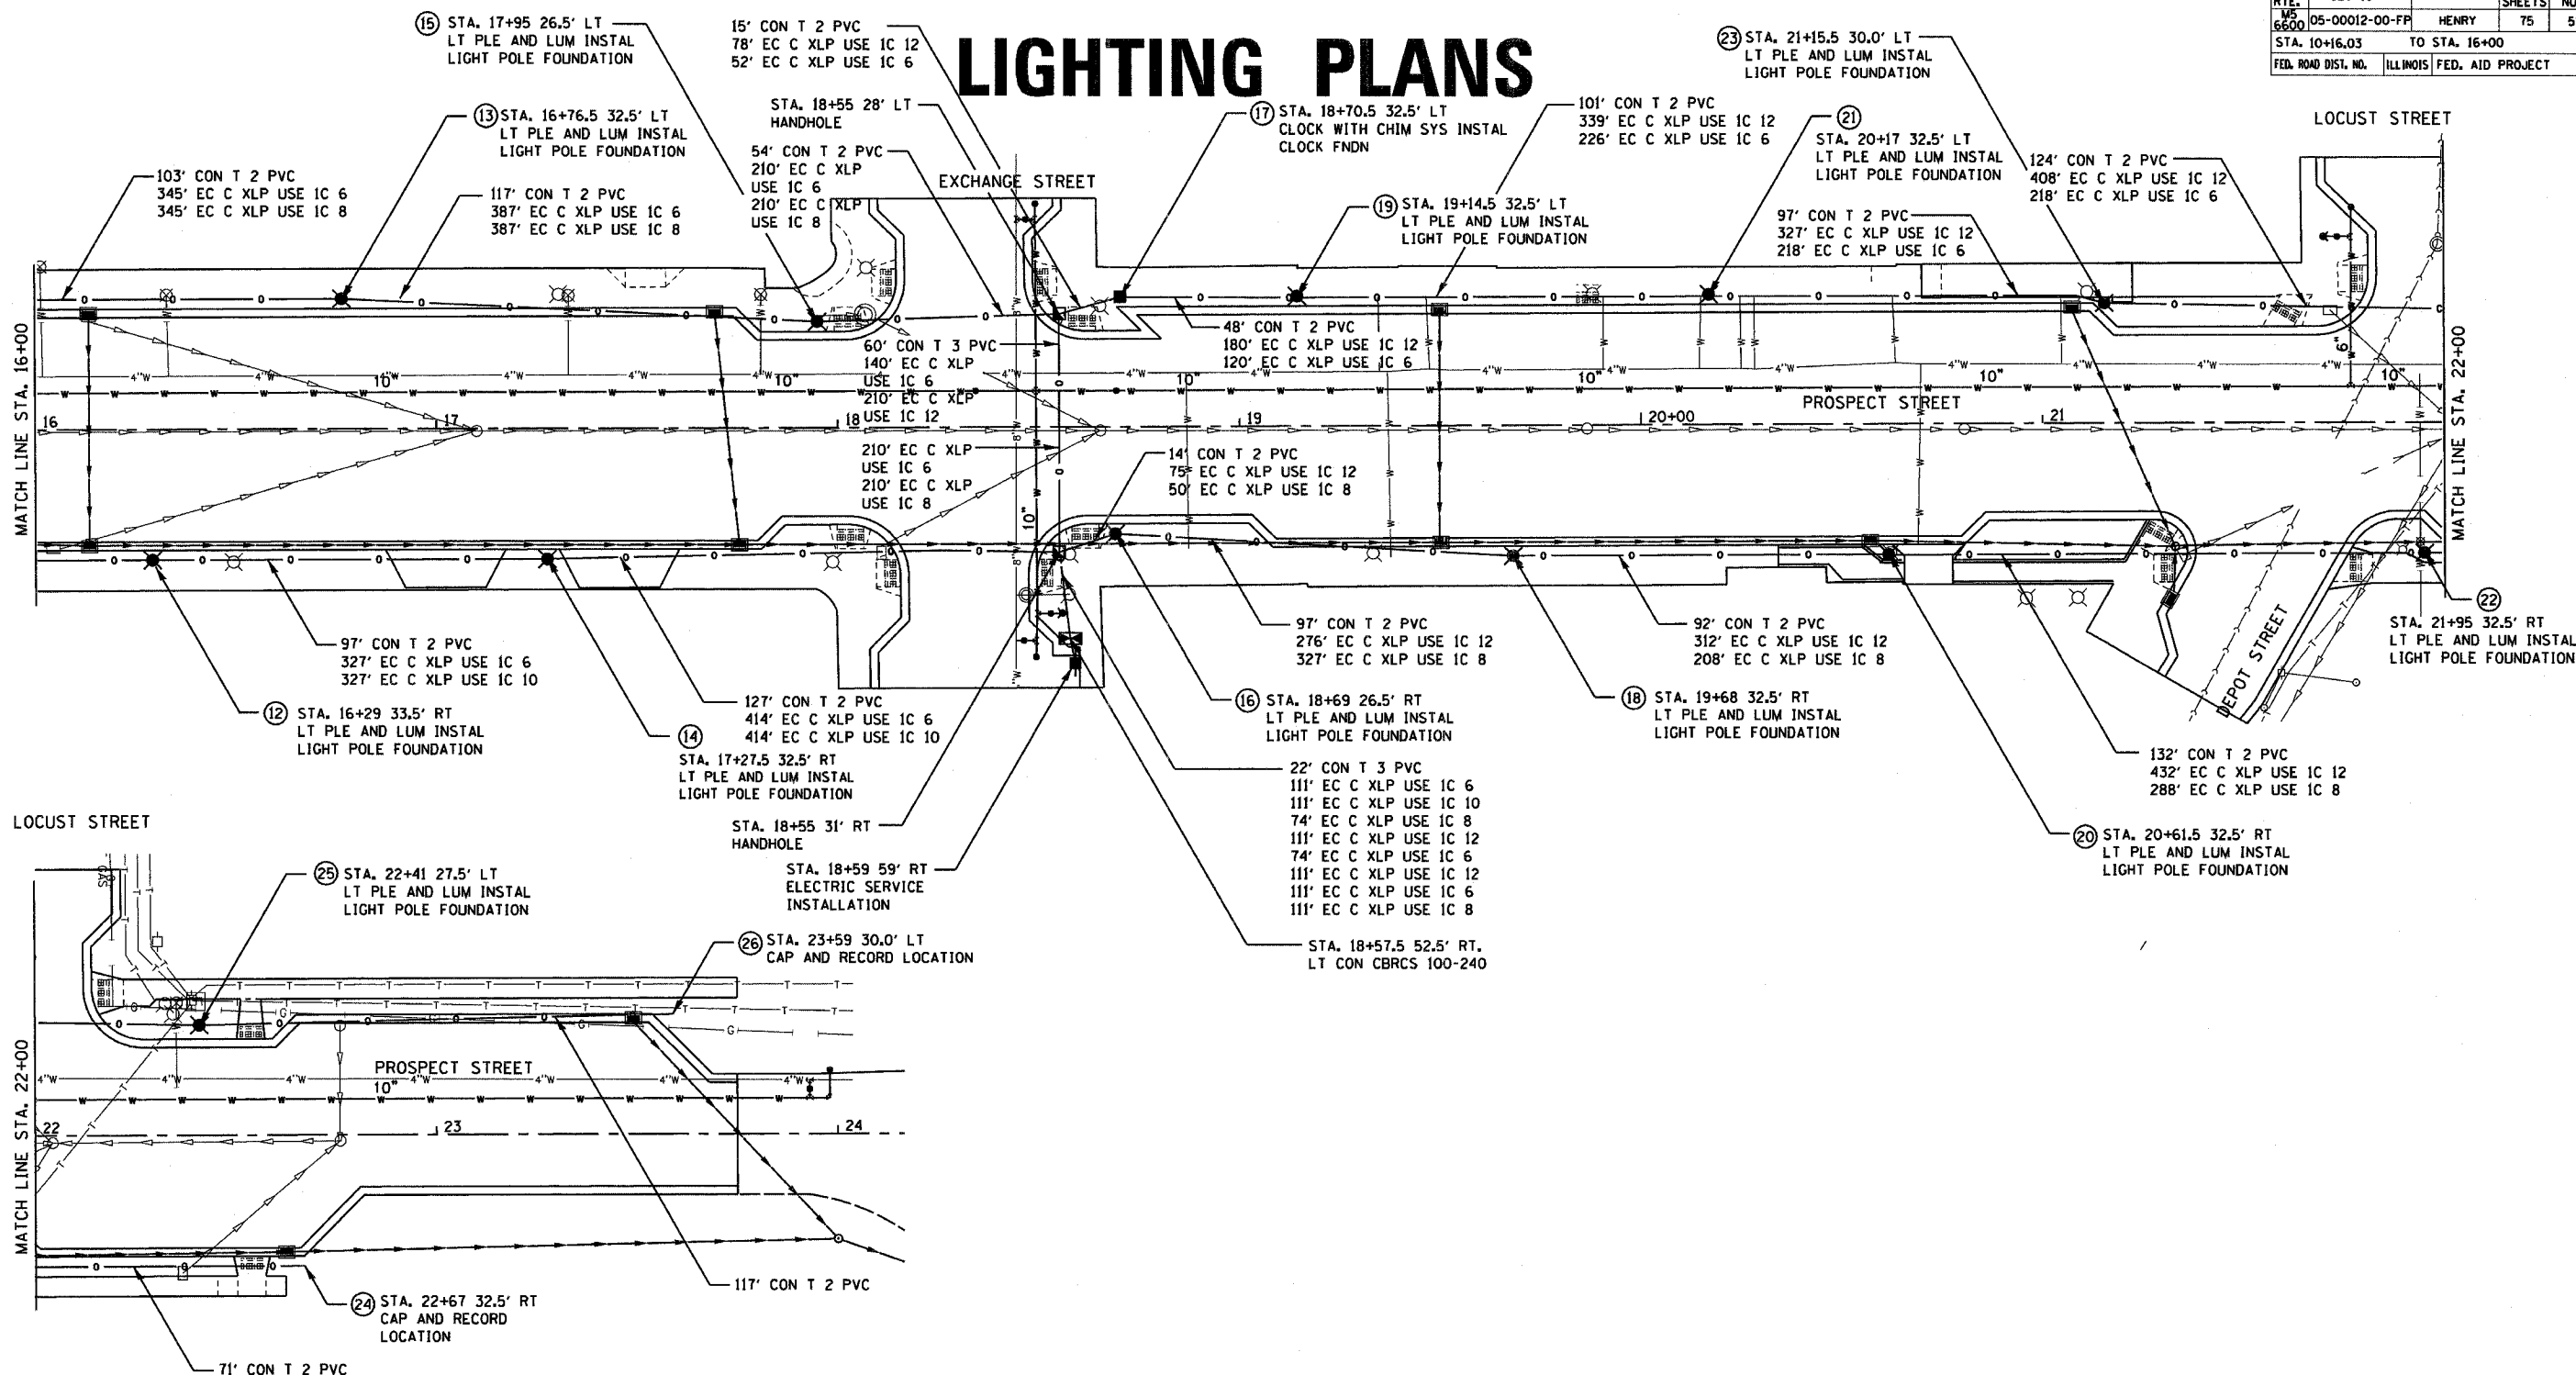 LIGHTING PLANS
RTE.
SHEETS
NO
M5
6600
05-00012-00-FP
HENRY
75
5
STA. 10+16.03 TO STA. 16+00
FED. ROAD DIST. NO. ILLINOIS FED. AID PROJECT
15 STA. 17+95 26.5' LT
LT PLE AND LUM INSTAL
LIGHT POLE FOUNDATION
15' CON T 2 PVC
78' EC C XLP USE 1C 12
52' EC C XLP USE 1C 6
23 STA. 21+15.5 30.0' LT
LT PLE AND LUM INSTAL
LIGHT POLE FOUNDATION
13 STA. 16+76.5 32.5' LT
LT PLE AND LUM INSTAL
LIGHT POLE FOUNDATION
STA. 18+55 28' LT
HANDHOLE
17 STA. 18+70.5 32.5' LT
CLOCK WITH CHIM SYS INSTAL
CLOCK FNDN
101' CON T 2 PVC
339' EC C XLP USE 1C 12
226' EC C XLP USE 1C 6
21
STA. 20+17 32.5' LT
LT PLE AND LUM INSTAL
LIGHT POLE FOUNDATION
LOCUST STREET
103' CON T 2 PVC
345' EC C XLP USE 1C 6
345' EC C XLP USE 1C 8
117' CON T 2 PVC
387' EC C XLP USE 1C 6
387' EC C XLP USE 1C 8
54' CON T 2 PVC
210' EC C XLP
USE 1C 6
210' EC C XLP
USE 1C 8
EXCHANGE STREET
19 STA. 19+14.5 32.5' LT
LT PLE AND LUM INSTAL
LIGHT POLE FOUNDATION
124' CON T 2 PVC
408' EC C XLP USE 1C 12
218' EC C XLP USE 1C 6
97' CON T 2 PVC
327' EC C XLP USE 1C 12
218' EC C XLP USE 1C 6
60' CON T 3 PVC
140' EC C XLP
USE 1C 6
210' EC C XLP
USE 1C 12
48' CON T 2 PVC
180' EC C XLP USE 1C 12
120' EC C XLP USE 1C 6
MATCH LINE STA. 16+00
MATCH LINE STA. 22+00
10" 10" 10" 10" 10" 10"
6"
PROSPECT STREET
16 17 18 19 20+00 21
210' EC C XLP
USE 1C 6
210' EC C XLP
USE 1C 8
14' CON T 2 PVC
75' EC C XLP USE 1C 12
50' EC C XLP USE 1C 8
10"
97' CON T 2 PVC
327' EC C XLP USE 1C 6
327' EC C XLP USE 1C 10
97' CON T 2 PVC
276' EC C XLP USE 1C 12
327' EC C XLP USE 1C 8
92' CON T 2 PVC
312' EC C XLP USE 1C 12
208' EC C XLP USE 1C 8
22
STA. 21+95 32.5' RT
LT PLE AND LUM INSTAL
LIGHT POLE FOUNDATION
DEPOT STREET
12 STA. 16+29 33.5' RT
LT PLE AND LUM INSTAL
LIGHT POLE FOUNDATION
127' CON T 2 PVC
414' EC C XLP USE 1C 6
414' EC C XLP USE 1C 10
14
STA. 17+27.5 32.5' RT
LT PLE AND LUM INSTAL
LIGHT POLE FOUNDATION
16 STA. 18+69 26.5' RT
LT PLE AND LUM INSTAL
LIGHT POLE FOUNDATION
18 STA. 19+68 32.5' RT
LT PLE AND LUM INSTAL
LIGHT POLE FOUNDATION
132' CON T 2 PVC
432' EC C XLP USE 1C 12
288' EC C XLP USE 1C 8
22' CON T 3 PVC
111' EC C XLP USE 1C 6
111' EC C XLP USE 1C 10
74' EC C XLP USE 1C 8
111' EC C XLP USE 1C 12
74' EC C XLP USE 1C 6
111' EC C XLP USE 1C 12
111' EC C XLP USE 1C 6
111' EC C XLP USE 1C 8
STA. 18+55 31' RT
HANDHOLE
STA. 18+59 59' RT
ELECTRIC SERVICE
INSTALLATION
20 STA. 20+61.5 32.5' RT
LT PLE AND LUM INSTAL
LIGHT POLE FOUNDATION
STA. 18+57.5 52.5' RT.
LT CON CBRCS 100-240
LOCUST STREET
GAS
25 STA. 22+41 27.5' LT
LT PLE AND LUM INSTAL
LIGHT POLE FOUNDATION
26 STA. 23+59 30.0' LT
CAP AND RECORD LOCATION
MATCH LINE STA. 22+00
PROSPECT STREET
10"
22 23 24
117' CON T 2 PVC
24 STA. 22+67 32.5' RT
CAP AND RECORD
LOCATION
71' CON T 2 PVC